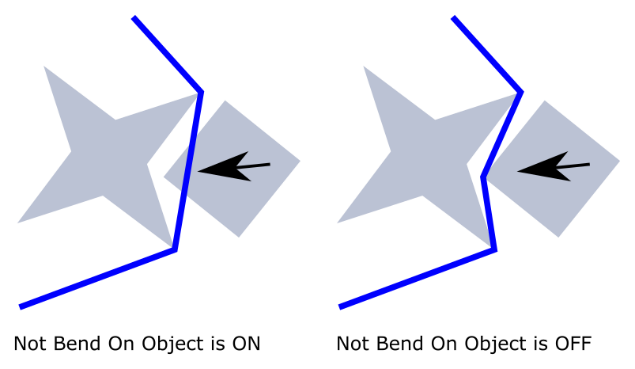 Not Bend On Object is ON
Not Bend On Object is OFF